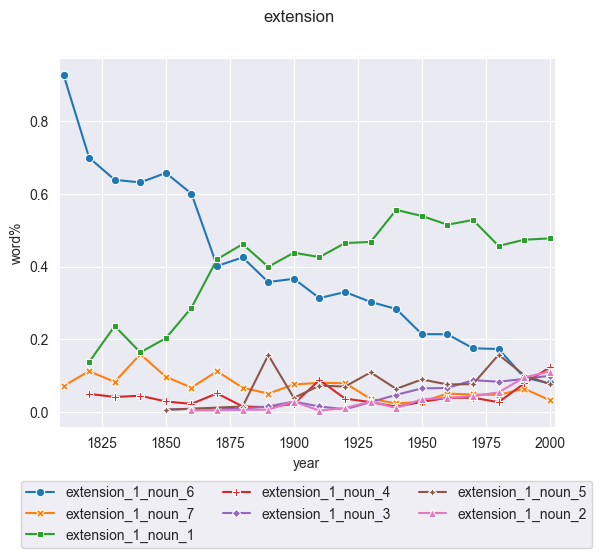 extension
0.8
0.6
0.4
0.2
0.0
word%
1825 1850 1875 1900 1925 1950 1975 2000
year
extension_1_noun_6 extension_1_noun_4 extension_1_noun_5
extension_1_noun_7 extension_1_noun_3 extension_1_noun_2
extension_1_noun_1